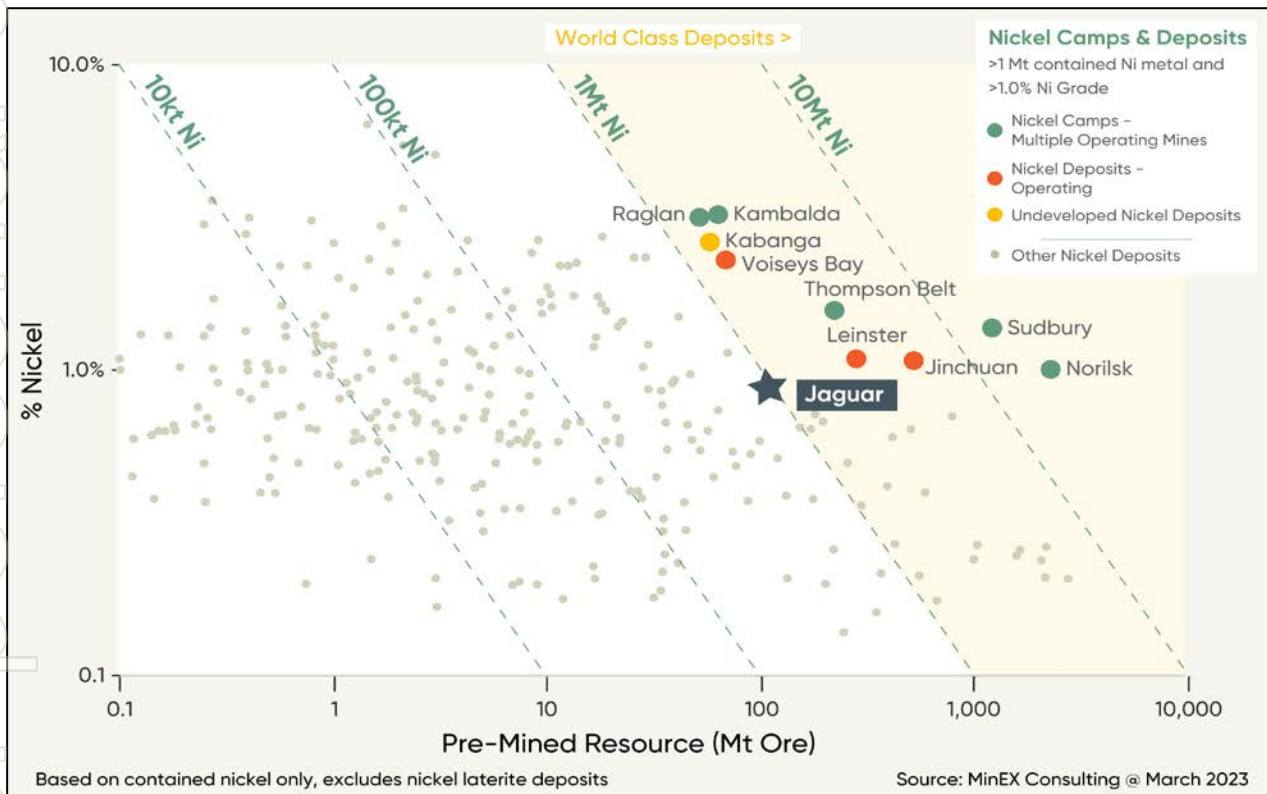 World Class Deposits >
Nickel Camps & Deposits
>1 Mt contained Ni metal and
>1.0% Ni Grade
Nickel Camps –
Multiple Operating Mines
Nickel Deposits –
Operating
Undeveloped Nickel Deposits
Other Nickel Deposits
10.0%
10kt Ni
100kt Ni
1Mt Ni
10Mt Ni
Raglan
Kambalda
Kabanga
Voiseys Bay
Thompson Belt
Leinster
Sudbury
Jinchuan
Norilsk
Jaguar
% Nickel
1.0%
0.1
0.1
1
10
100
1,000
10,000
Pre-Mined Resource (Mt Ore)
Based on contained nickel only, excludes nickel laterite deposits
Source: MinEX Consulting @ March 2023